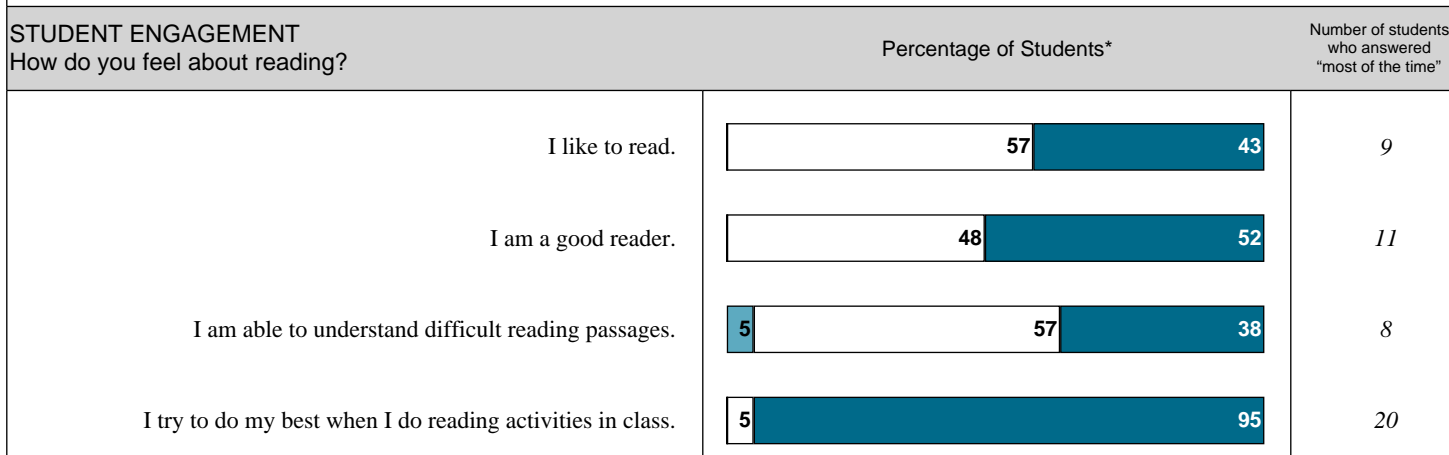 STUDENT ENGAGEMENT
How do you feel about reading?
Percentage of Students*
Number of students
who answered
“most of the time”
I like to read.
57 43
9
I am a good reader.
48 52
11
I am able to understand difficult reading passages.
5 57 38
8
I try to do my best when I do reading activities in class.
5 95
20